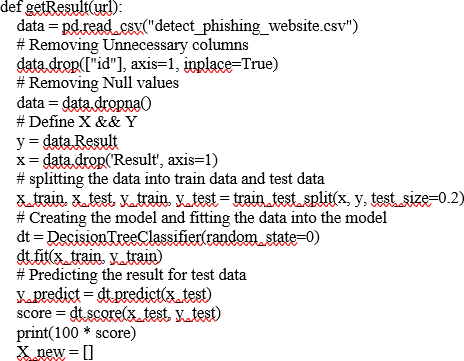 def getResult(url):
data = pd.read_csv("detect_phishing_website.csv")
# Removing Unnecessary columns
data.drop(["id"], axis=1, inplace=True)
# Removing Null values
data = data.dropna()
# Define X && Y
y = data.Result
x = data.drop('Result', axis=1)
# splitting the data into train data and test data
x_train, x_test, y_train, y_test = train_test_split(x, y, test_size=0.2)
# Creating the model and fitting the data into the model
dt = DecisionTreeClassifier(random_state=0)
dt.fit(x_train, y_train)
# Predicting the result for test data
y_predict = dt.predict(x_test)
score = dt.score(x_test, y_test)
print(100 * score)
X_new = []